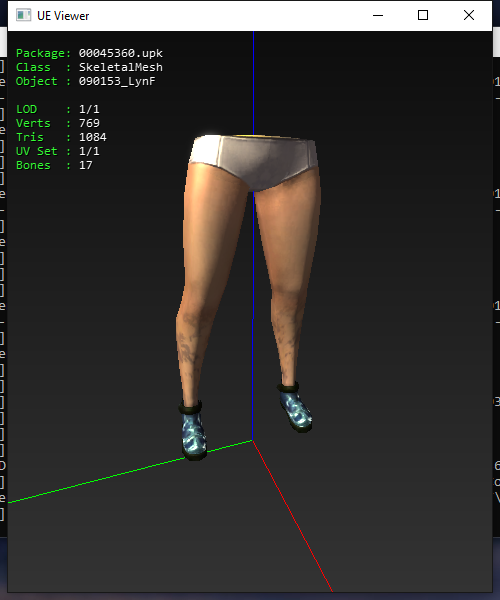 UE Viewer
Package: 00045360.upk
Class : SkeletalMesh
Object : 090153_LynF
LOD : 1/1
Verts : 769
Tris : 1084
UV Set : 1/1
Bones : 17